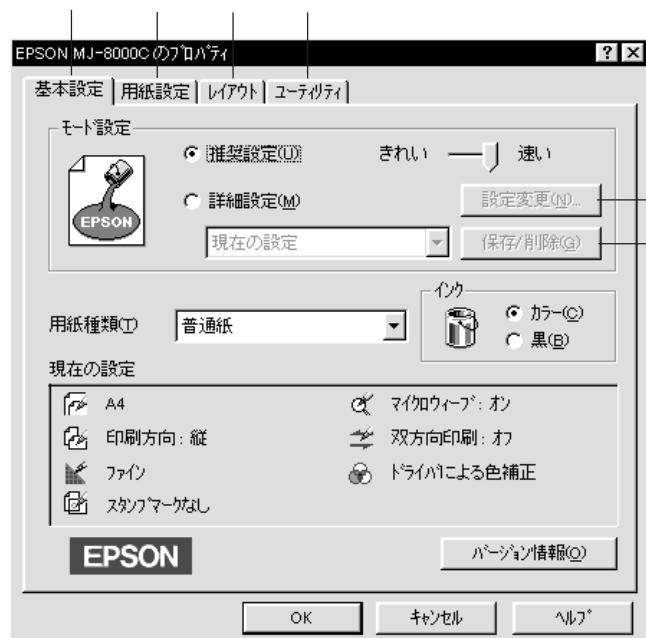 EPSON MJ-8000Cのプロパティ ? ×
基本設定 用紙設定 レイアウト ユーティリティ
モード設定
推奨設定(U) きれい 速い
EPSON
詳細設定(M) 設定変更(N)...
現在の設定 保存/削除(G)
インク
用紙種類(T) 普通紙 カラー(C)
黒(B)
現在の設定
A4 マイクロウィーブ: オン
印刷方向: 縦 双方向印刷: オフ
ファイン ドライバによる色補正
スタンプマークなし
EPSON バージョン情報(O)
OK キャンセル ヘルプ